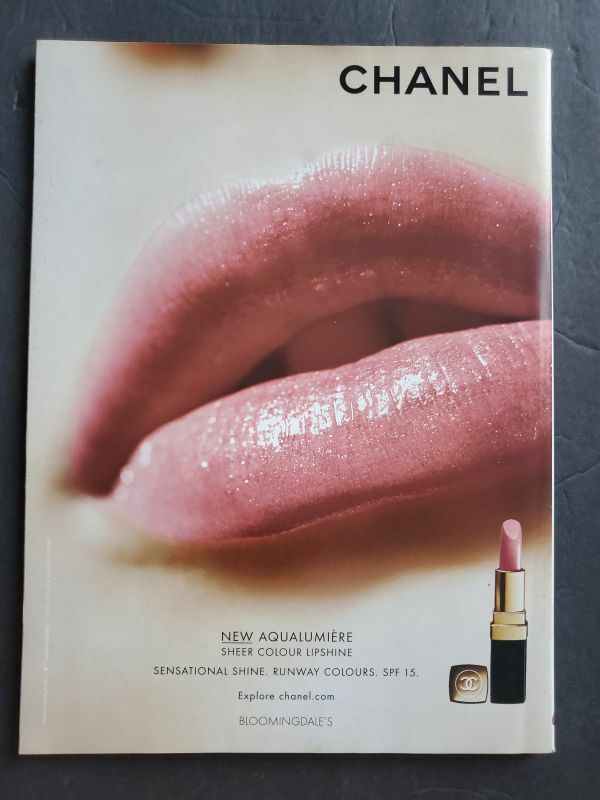 CHANEL
NEW AQUALUMIÈRE
SHEER COLOUR LIPSHINE
SENSATIONAL SHINE. RUNWAY COLOURS. SPF 15.
Explore chanel.com
BLOOMINGDALE'S